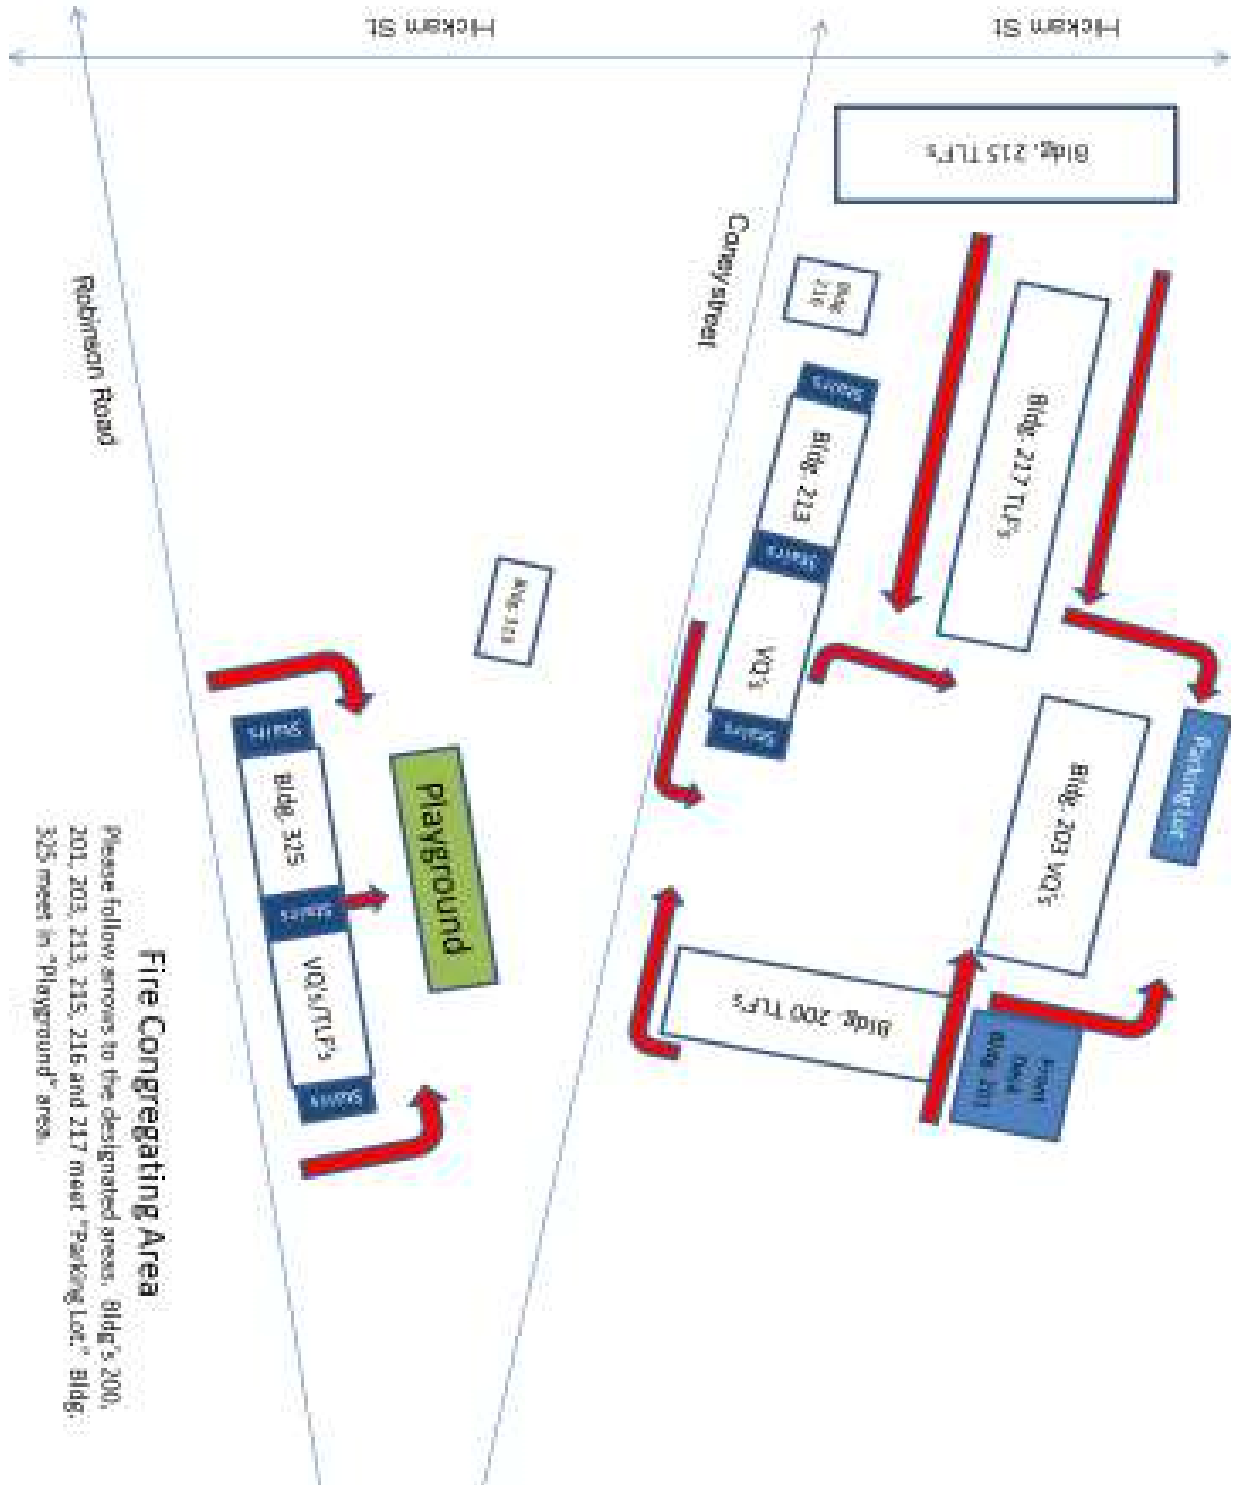 Hickam St
Hickam St
Bldg. 215 TLF's
Caney street
Robinson Road
Bldg.
216
Stairs
Bldg. 213
Stairs
VQ's
Stairs
Bldg. 217 TLF's
Parking Lot
Bldg. 203 VQ's
Bldg. 200 TLF's
Front
Desk
Bldg. 201
Stairs
Bldg. 325
Stairs
VQ's/TLF's
Stairs
Playground
Fire Congregating Area
Please follow arrows to the designated areas. Bldg's 200,
201, 203, 213, 215, 216 and 217 meet "Parking Lot." Bldg.
325 meet in "Playground" area.